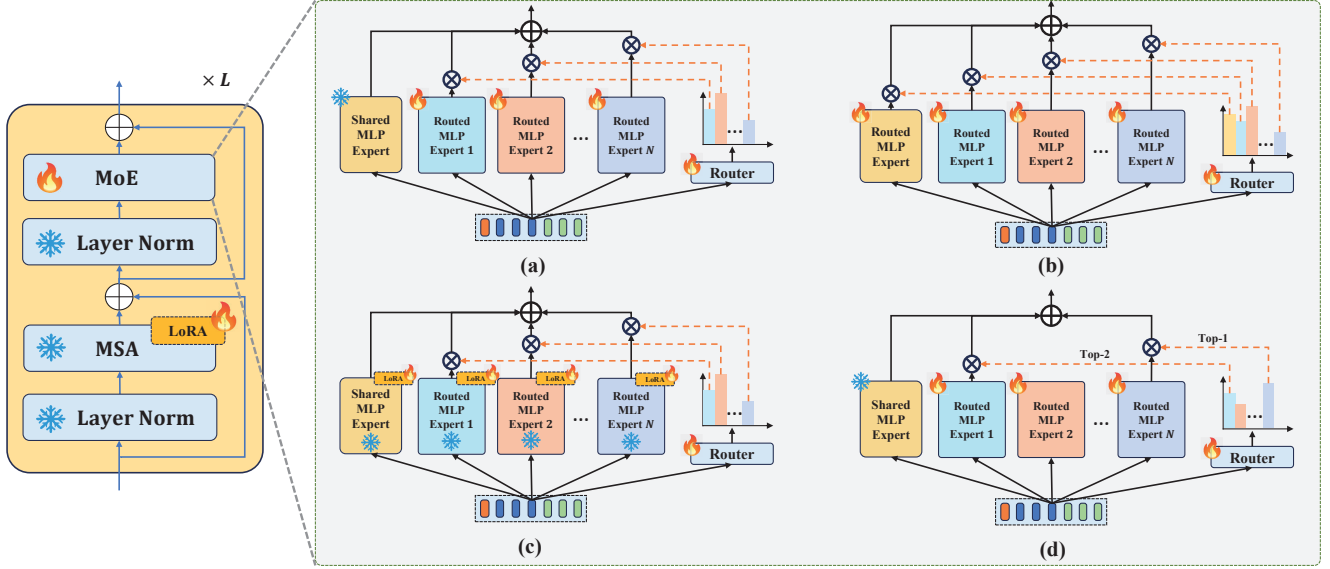 × L
MoE
Layer Norm
LoRA
MSA
Layer Norm
Shared
MLP
Expert
Routed
MLP
Expert 1
Routed
MLP
Expert 2
...
Routed
MLP
Expert N
...
Router
(a)
Routed
MLP
Expert
Routed
MLP
Expert 1
Routed
MLP
Expert 2
...
Routed
MLP
Expert N
...
Router
(b)
LoRA
LoRA
LoRA
LoRA
Shared
MLP
Expert
Routed
MLP
Expert 1
Routed
MLP
Expert 2
...
Routed
MLP
Expert N
...
Router
(c)
Top-2
Top-1
Shared
MLP
Expert
Routed
MLP
Expert 1
Routed
MLP
Expert 2
...
Routed
MLP
Expert N
...
Router
(d)